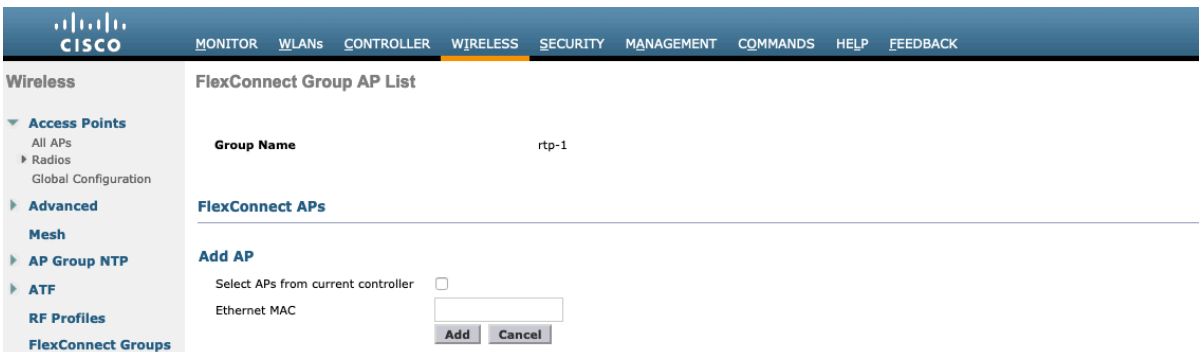 CISCO
MONITOR WLANs CONTROLLER WIRELESS SECURITY MANAGEMENT COMMANDS HELP FEEDBACK
Wireless
Access Points
All APs
Radios
Global Configuration
Advanced
Mesh
AP Group NTP
ATF
RF Profiles
FlexConnect Groups
FlexConnect Group AP List
Group Name rtp-1
FlexConnect APs
Add AP
Select APs from current controller
Ethernet MAC
Add Cancel